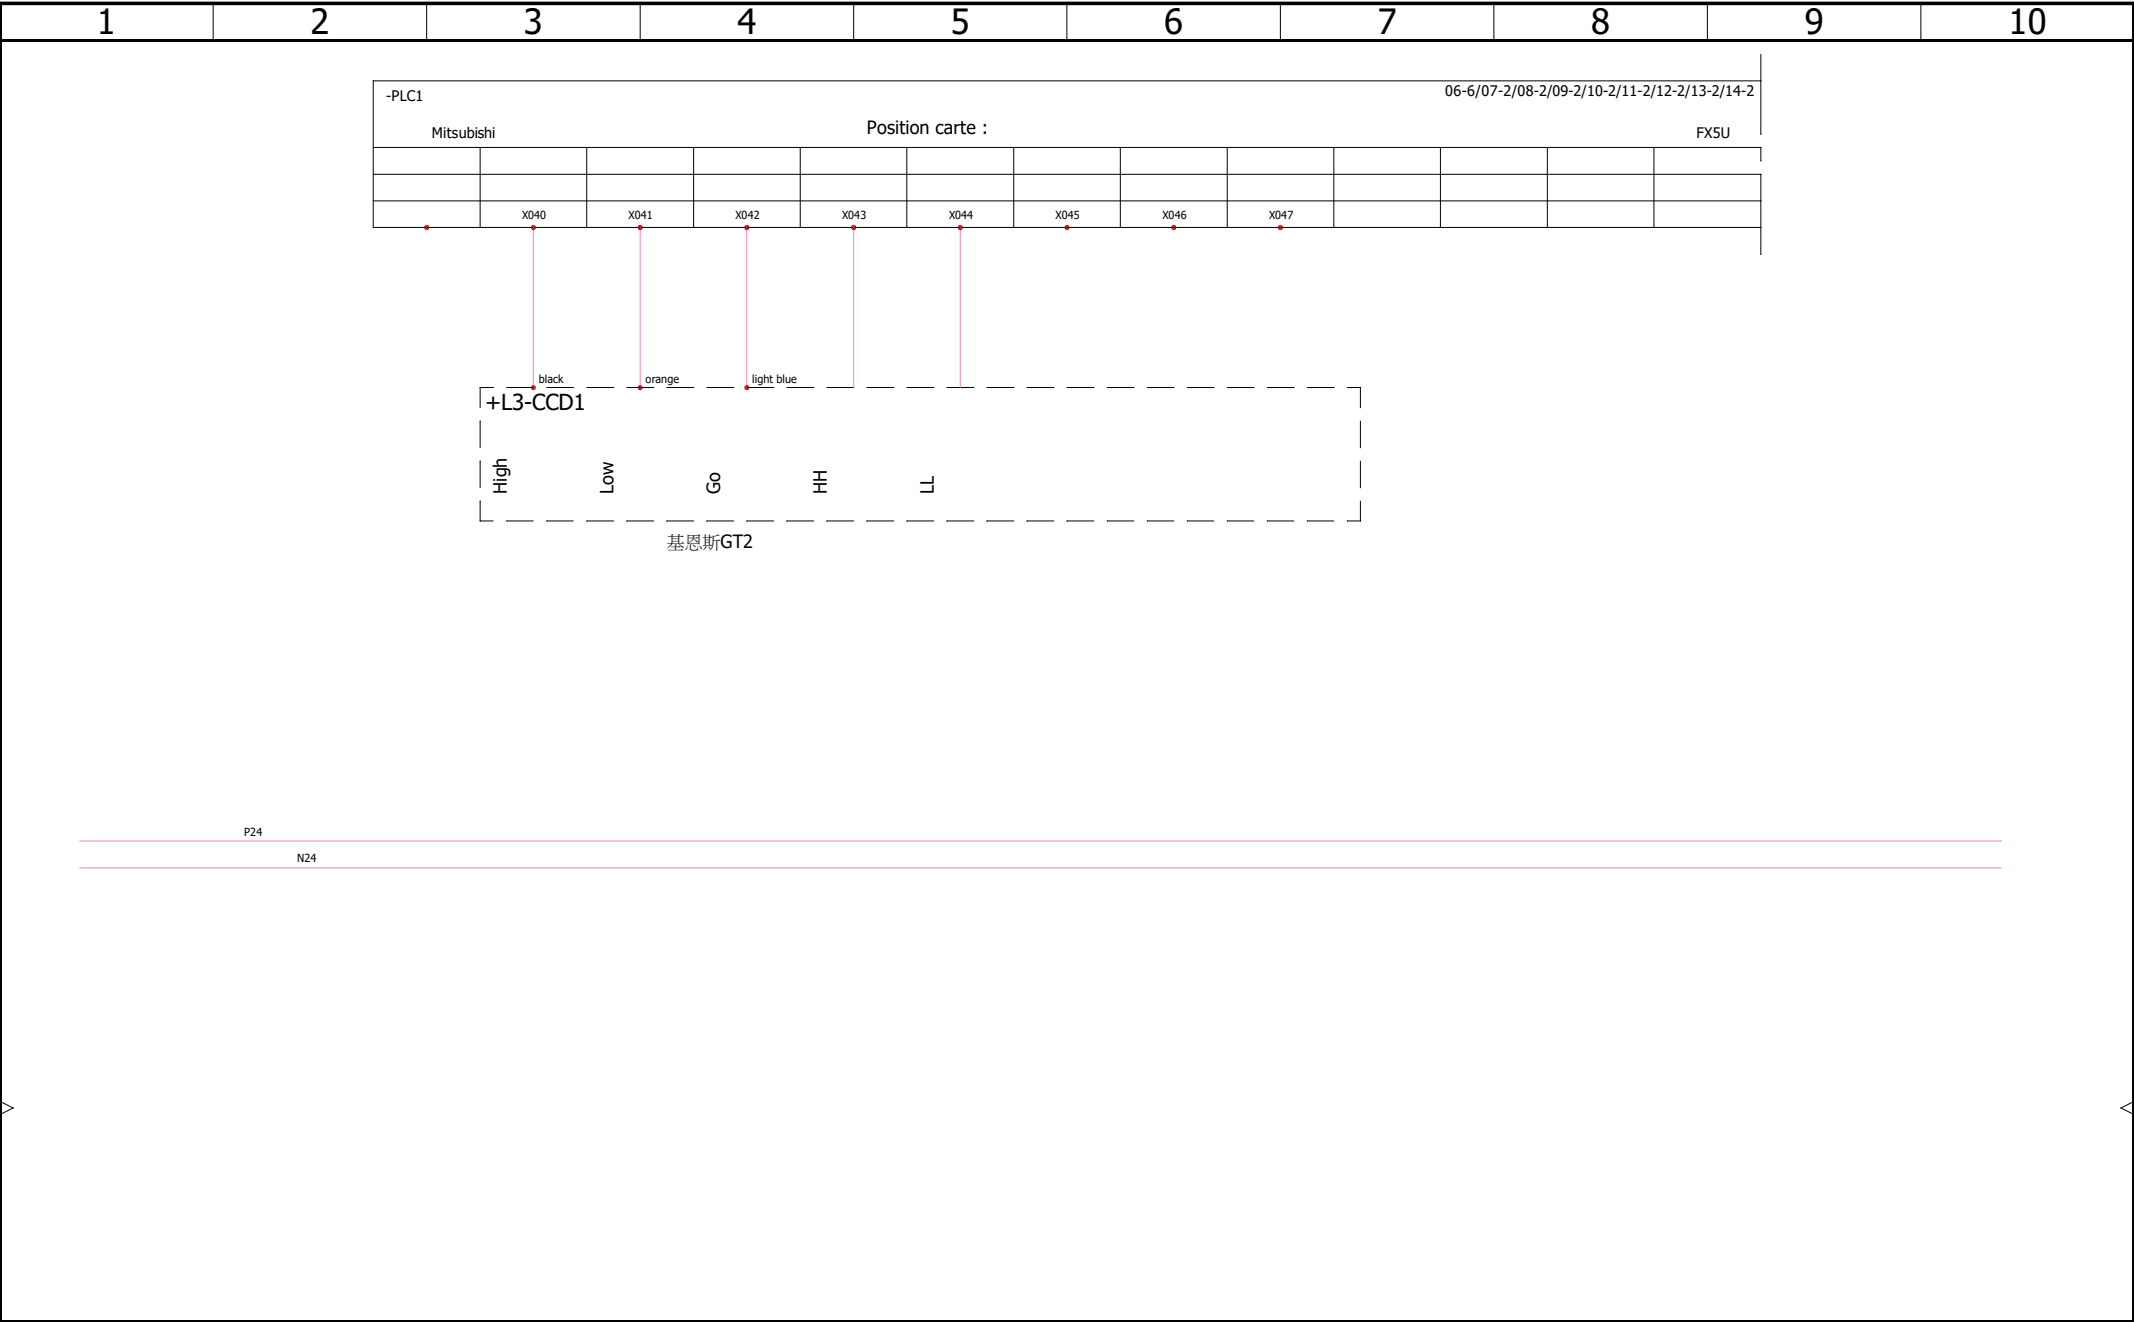 1 2 3 4 5 6 7 8 9 10
-PLC1 06-6/07-2/08-2/09-2/10-2/11-2/12-2/13-2/14-2
Mitsubishi Position carte : FX5U
X040 X041 X042 X043 X044 X045 X046 X047
black orange light blue
+L3-CCD1
High Low Go HH LL
基恩斯GT2
P24
N24